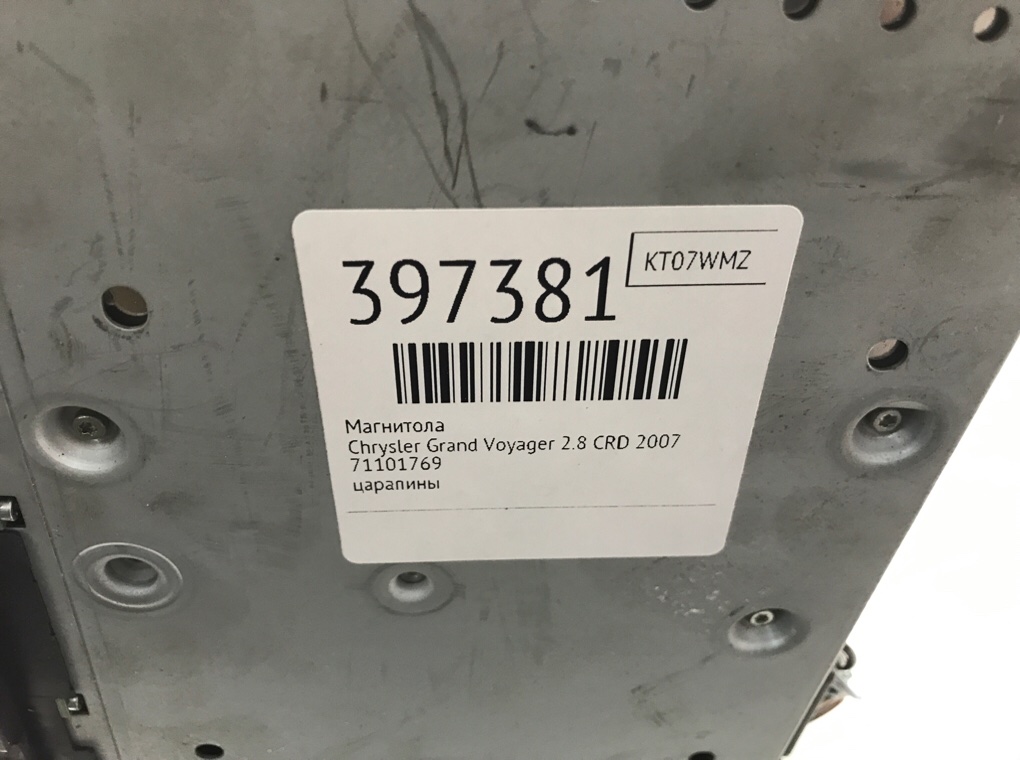 397381
KT07WMZ
Магнитола
Chrysler Grand Voyager 2.8 CRD 2007
71101769
царапины